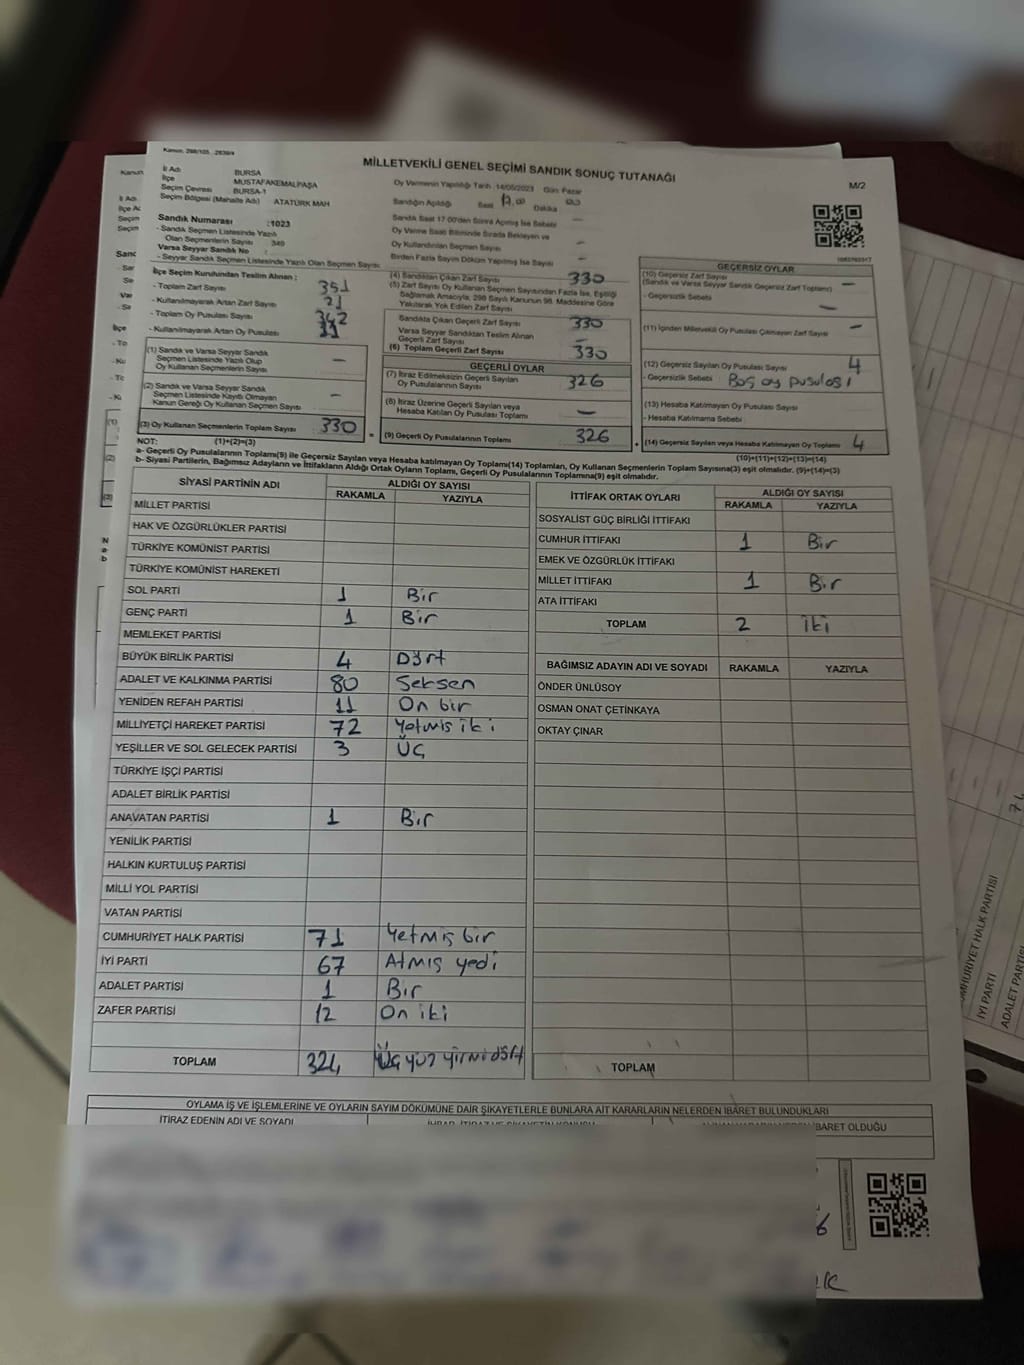 Kanun: 298/105, 2839/4
MİLLETVEKİLİ GENEL SEÇİMİ SANDIK SONUÇ TUTANAĞI
M/2
İl Adı BURSA
İlçe MUSTAFAKEMALPAŞA
Seçim Çevresi BURSA-1
Seçim Bölgesi (Mahalle Adı) ATATÜRK MAH
Oy Vermenin Yapıldığı Tarih :14/05/2023 Gün: Pazar
Sandığın Açıldığı Saat 17.00 Dakika
Sandık Numarası :1023
- Sandık Seçmen Listesinde Yazılı
Olan Seçmenlerin Sayısı : 349
Varsa Seyyar Sandık No :
- Seyyar Sandık Seçmen Listesinde Yazılı Olan Seçmen Sayısı:
Sandık Saat 17:00'den Sonra Açılmış İse Sebebi -
Oy Verme Saati Bitiminde Sırada Bekleyen ve
Oy Kullandırılan Seçmen Sayısı -
Birden Fazla Sayım Döküm Yapılmış İse Sayısı -
İlçe Seçim Kurulundan Teslim Alınan :
- Toplam Zarf Sayısı 351
- Kullanılmayarak Artan Zarf Sayısı 21
- Toplam Oy Pusulası Sayısı 342
- Kullanılmayarak Artan Oy Pusulası
(1) Sandık ve Varsa Seyyar Sandık
Seçmen Listesinde Yazılı Olup
Oy Kullanan Seçmenlerin Sayısı -
(2) Sandık ve Varsa Seyyar Sandık
Seçmen Listesinde Kayıtlı Olmayan
Kanun Gereği Oy Kullanan Seçmen Sayısı -
(3) Oy Kullanan Seçmenlerin Toplam Sayısı 330
(4) Sandıktan Çıkan Zarf Sayısı 330
(5) Zarf Sayısı Oy Kullanan Seçmen Sayısından Fazla İse, Eşitliği
Sağlamak Amacıyla, 298 Sayılı Kanunun 98. Maddesine Göre
Yakılarak Yok Edilen Zarf Sayısı -
Sandıkta Çıkan Geçerli Zarf Sayısı 330
Varsa Seyyar Sandıktan Teslim Alınan
Geçerli Zarf Sayısı -
(6) Toplam Geçerli Zarf Sayısı 330
GEÇERLİ OYLAR
(7) İtiraz Edilmeksizin Geçerli Sayılan
Oy Pusulalarının Sayısı 326
(8) İtiraz Üzerine Geçerli Sayılan veya
Hesaba Katılan Oy Pusulası Toplamı -
(9) Geçerli Oy Pusulalarının Toplamı 326
GEÇERSİZ OYLAR
(10) Geçersiz Zarf Sayısı
(Sandık ve Varsa Seyyar Sandık Geçersiz Zarf Toplamı) -
- Geçersizlik Sebebi -
(11) İçinden Milletvekili Oy Pusulası Çıkmayan Zarf Sayısı -
(12) Geçersiz Sayılan Oy Pusulası Sayısı 4
- Geçersizlik Sebebi Boş oy pusulası
(13) Hesaba Katılmayan Oy Pusulası Sayısı
- Hesaba Katılmama Sebebi
(14) Geçersiz Sayılan veya Hesaba Katılmayan Oy Toplamı 4
NOT: (1)+(2)=(3) (10)+(11)+(12)+(13)=(14)
a- Geçerli Oy Pusulalarının Toplamı(9) ile Geçersiz Sayılan veya Hesaba katılmayan Oy Toplamı(14) Toplamları, Oy Kullanan Seçmenlerin Toplam Sayısına(3) eşit olmalıdır. (9)+(14)=(3)
b- Siyasi Partilerin, Bağımsız Adayların ve İttifakların Aldığı Ortak Oyların Toplamı, Geçerli Oy Pusulalarının Toplamına(9) eşit olmalıdır.
SİYASİ PARTİNİN ADI ALDIĞI OY SAYISI
RAKAMLA YAZIYLA
MİLLET PARTİSİ
HAK VE ÖZGÜRLÜKLER PARTİSİ
TÜRKİYE KOMÜNİST PARTİSİ
TÜRKİYE KOMÜNİST HAREKETİ
SOL PARTİ 1 Bir
GENÇ PARTİ 1 Bir
MEMLEKET PARTİSİ
BÜYÜK BİRLİK PARTİSİ 4 Dört
ADALET VE KALKINMA PARTİSİ 80 Seksen
YENİDEN REFAH PARTİSİ 11 On bir
MİLLİYETÇİ HAREKET PARTİSİ 72 Yetmiş iki
YEŞİLLER VE SOL GELECEK PARTİSİ 3 Üç
TÜRKİYE İŞÇİ PARTİSİ
ADALET BİRLİK PARTİSİ
ANAVATAN PARTİSİ 1 Bir
YENİLİK PARTİSİ
HALKIN KURTULUŞ PARTİSİ
MİLLİ YOL PARTİSİ
VATAN PARTİSİ
CUMHURİYET HALK PARTİSİ 71 Yetmiş bir
İYİ PARTİ 67 Atmış yedi
ADALET PARTİSİ 1 Bir
ZAFER PARTİSİ 12 On iki
TOPLAM 324 Üç yüz yirmi dört
İTTİFAK ORTAK OYLARI ALDIĞI OY SAYISI
RAKAMLA YAZIYLA
SOSYALİST GÜÇ BİRLİĞİ İTTİFAKI
CUMHUR İTTİFAKI 1 Bir
EMEK VE ÖZGÜRLÜK İTTİFAKI
MİLLET İTTİFAKI 1 Bir
ATA İTTİFAKI
TOPLAM 2 iki
BAĞIMSIZ ADAYIN ADI VE SOYADI RAKAMLA YAZIYLA
ÖNDER ÜNLÜSOY
OSMAN ONAT ÇETİNKAYA
OKTAY ÇINAR
TOPLAM
OYLAMA İŞ VE İŞLEMLERİNE VE OYLARIN SAYIM DÖKÜMÜNE DAİR ŞİKAYETLERLE BUNLARA AİT KARARLARIN NELERDEN İBARET BULUNDUKLARI
İTİRAZ EDENİN ADI VE SOYADI
İBARET OLDUĞU
CUMHURİYET HALK PARTİSİ
İYİ PARTİ
ADALET PARTİSİ